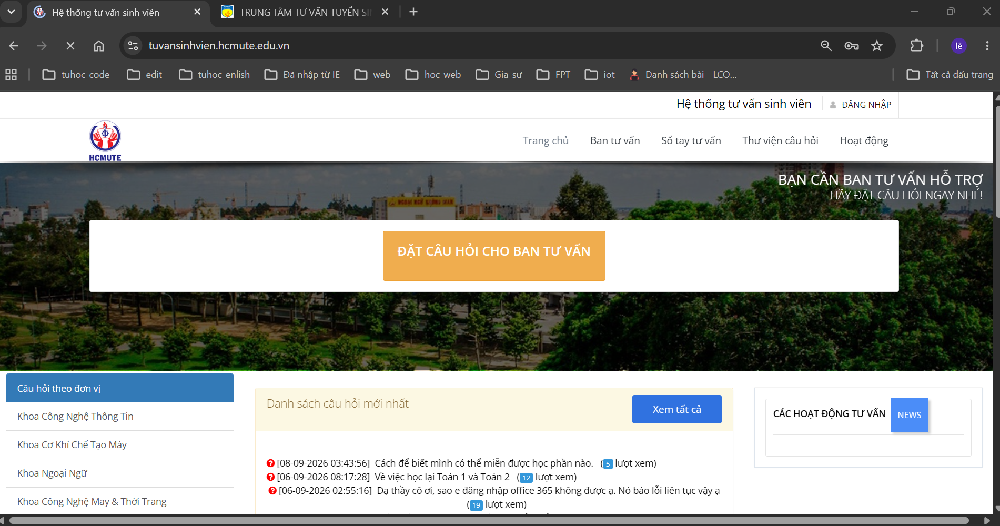 Hệ thống tư vấn sinh viên
TRUNG TÂM TƯ VẤN TUYỂN SI
tuvansinhvien.hcmute.edu.vn
lê
tuhoc-code
edit
tuhoc-enlish
Đã nhập từ IE
web
hoc-web
Gia_sư
FPT
iot
Danh sách bài - LCO...
Tất cả dấu trang
Hệ thống tư vấn sinh viên
ĐĂNG NHẬP
HCMUTE
Trang chủ
Ban tư vấn
Sổ tay tư vấn
Thư viện câu hỏi
Hoạt động
BẠN CẦN BAN TƯ VẤN HỖ TRỢ
HÃY ĐẶT CÂU HỎI NGAY NHÉ!
ĐẶT CÂU HỎI CHO BAN TƯ VẤN
Câu hỏi theo đơn vị
Khoa Công Nghệ Thông Tin
Khoa Cơ Khí Chế Tạo Máy
Khoa Ngoại Ngữ
Khoa Công Nghệ May & Thời Trang
Danh sách câu hỏi mới nhất
Xem tất cả
[08-09-2026 03:43:56] Cách để biết mình có thể miễn được học phần nào. (5 lượt xem)
[06-09-2026 08:17:28] Về việc học lại Toán 1 và Toán 2 (12 lượt xem)
[06-09-2026 02:55:16] Dạ thầy cô ơi, sao e đăng nhập office 365 không được ạ. Nó báo lỗi liên tục vậy ạ
(19 lượt xem)
CÁC HOẠT ĐỘNG TƯ VẤN
NEWS